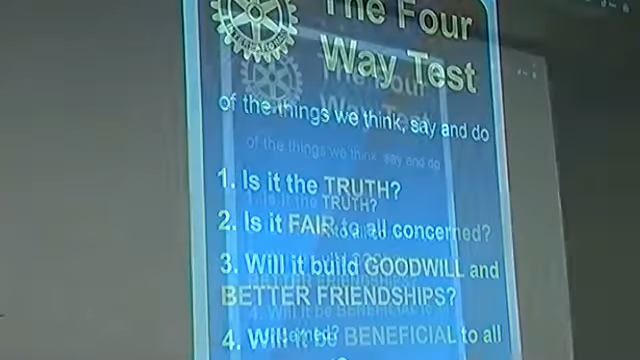 The Four
Way Test
of the things we think, say and do
1. Is it the TRUTH?
2. Is it FAIR to all concerned?
3. Will it build GOODWILL and
BETTER FRIENDSHIPS?
4. Will it be BENEFICIAL to all